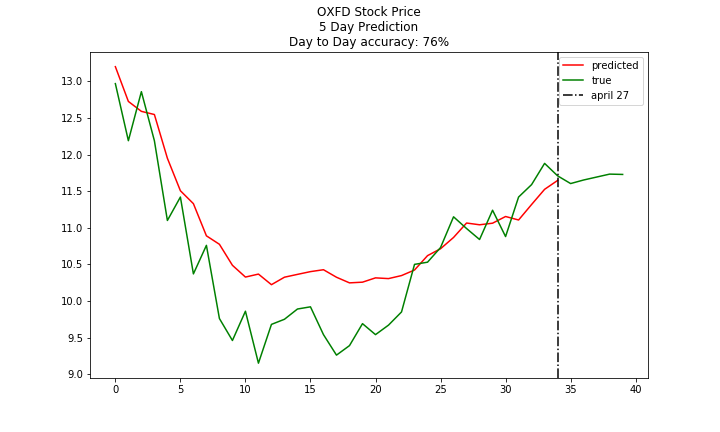 OXFD Stock Price
5 Day Prediction
Day to Day accuracy: 76%
predicted
true
april 27
13.0
12.5
12.0
11.5
11.0
10.5
10.0
9.5
9.0
0 5 10 15 20 25 30 35 40